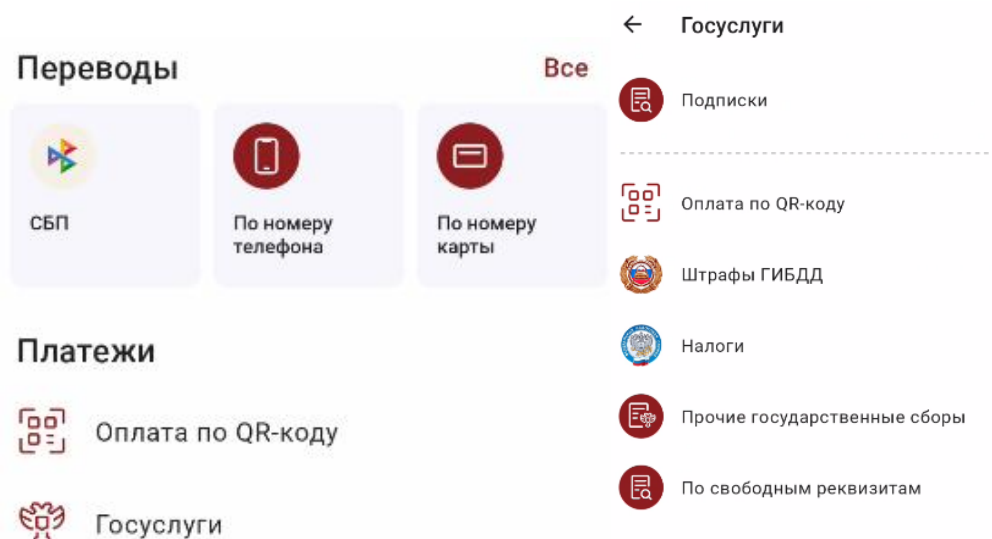 Переводы
Все
СБП
По номеру
телефона
По номеру
карты
Платежи
Оплата по QR-коду
Госуслуги
Госуслуги
Подписки
Оплата по QR-коду
Штрафы ГИБДД
Налоги
Прочие государственные сборы
По свободным реквизитам